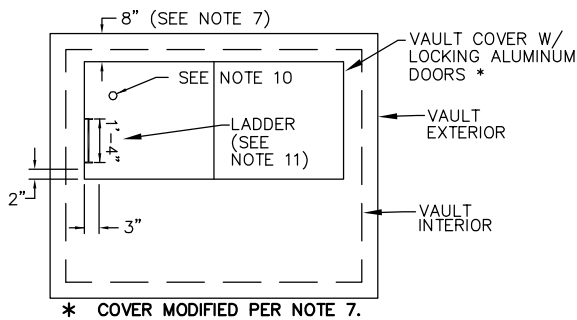 8" (SEE NOTE 7)
VAULT COVER W/
LOCKING ALUMINUM
DOORS *
SEE NOTE 10
1'-4"
LADDER
(SEE
NOTE 11)
VAULT
EXTERIOR
2"
3"
VAULT
INTERIOR
* COVER MODIFIED PER NOTE 7.